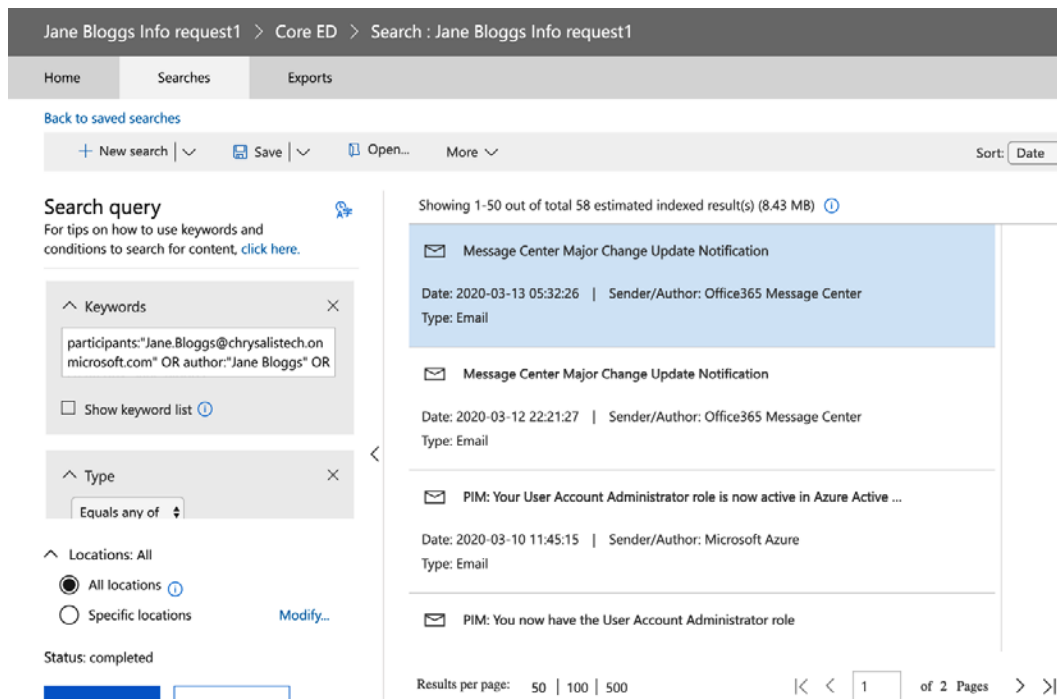 Jane Bloggs Info request1 > Core ED > Search : Jane Bloggs Info request1
Home Searches Exports
Back to saved searches
+ New search Save Open... More
Sort: Date
Search query
For tips on how to use keywords and
conditions to search for content, click here.
Keywords
participants:"Jane.Bloggs@chrysalistech.on
microsoft.com" OR author:"Jane Bloggs" OR
Show keyword list
Type
Equals any of
Locations: All
All locations
Specific locations Modify...
Status: completed
Showing 1-50 out of total 58 estimated indexed result(s) (8.43 MB)
Message Center Major Change Update Notification
Date: 2020-03-13 05:32:26 | Sender/Author: Office365 Message Center
Type: Email
Message Center Major Change Update Notification
Date: 2020-03-12 22:21:27 | Sender/Author: Office365 Message Center
Type: Email
PIM: Your User Account Administrator role is now active in Azure Active ...
Date: 2020-03-10 11:45:15 | Sender/Author: Microsoft Azure
Type: Email
PIM: You now have the User Account Administrator role
Results per page: 50 | 100 | 500
1 of 2 Pages